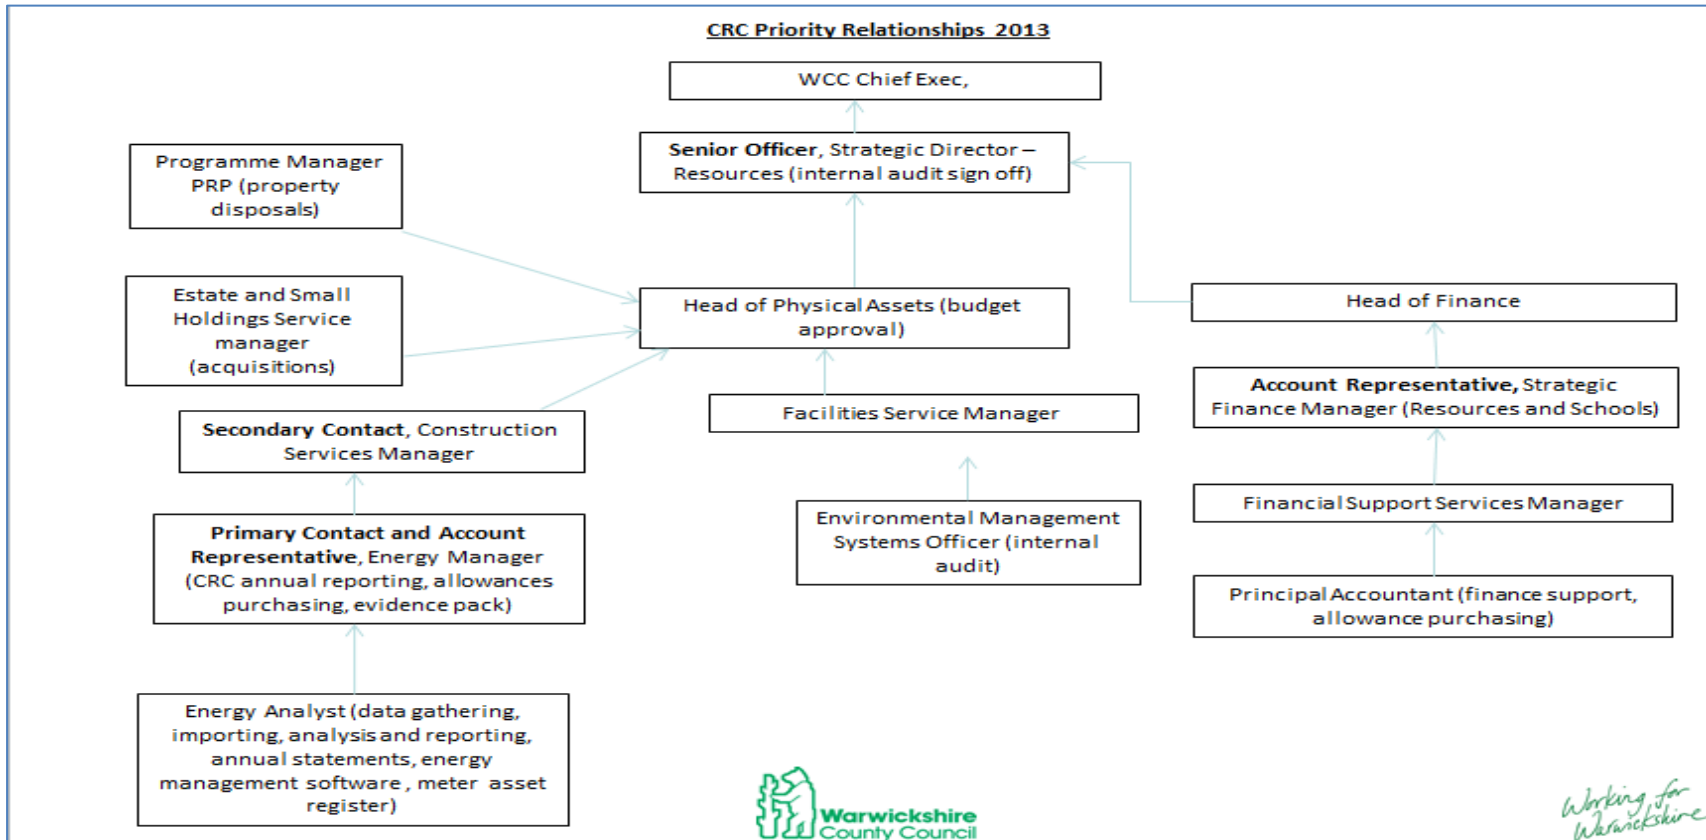 CRC Priority Relationships 2013
WCC Chief Exec,
Senior Officer, Strategic Director –
Resources (internal audit sign off)
Programme Manager
PRP (property
disposals)
Estate and Small
Holdings Service
manager
(acquisitions)
Head of Physical Assets (budget
approval)
Head of Finance
Account Representative, Strategic
Finance Manager (Resources and Schools)
Facilities Service Manager
Secondary Contact, Construction
Services Manager
Financial Support Services Manager
Environmental Management
Systems Officer (internal
audit)
Primary Contact and Account
Representative, Energy Manager
(CRC annual reporting, allowances
purchasing, evidence pack)
Principal Accountant (finance support,
allowance purchasing)
Energy Analyst (data gathering,
importing, analysis and reporting,
annual statements, energy
management software , meter asset
register)
Warwickshire
County Council
Working for
Warwickshire